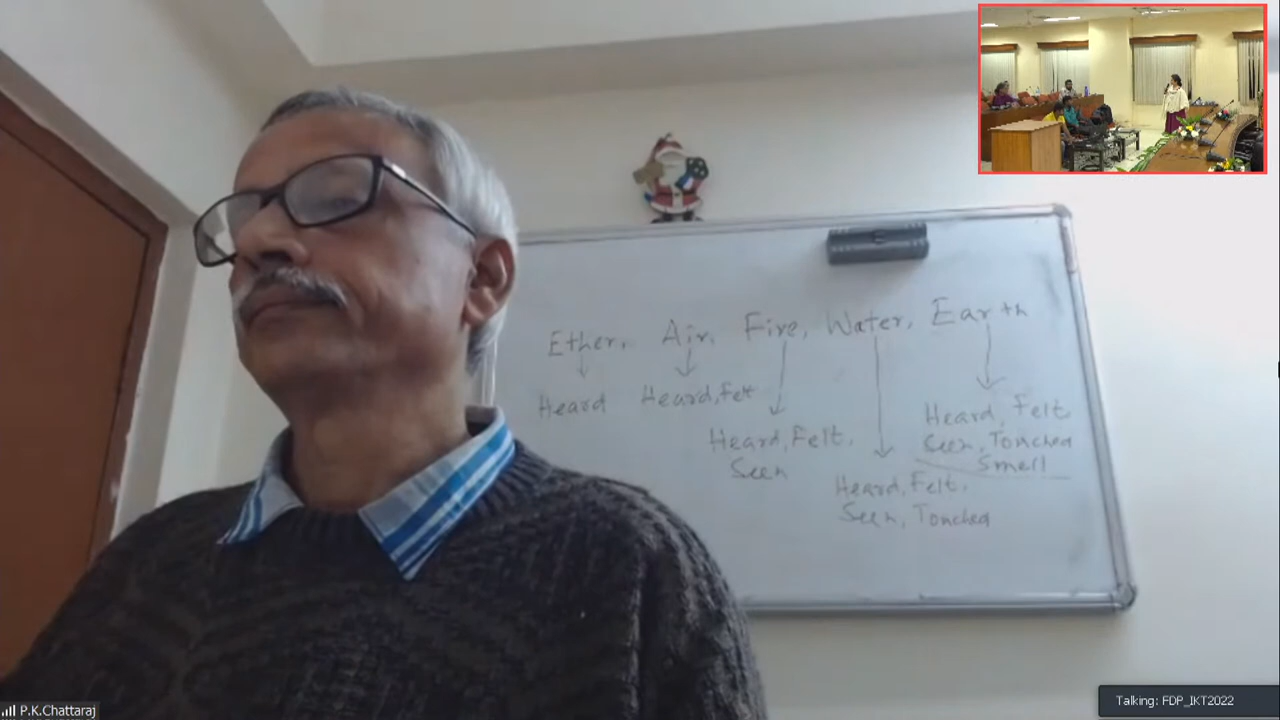 Ether, Air, Fire, Water, Earth
Heard
Heard, Felt
Heard, Felt,
Seen
Heard, Felt,
Seen, Touched
Heard, Felt
Seen, Touched
Smell
P.K.Chattaraj
Talking: FDP_IKT2022